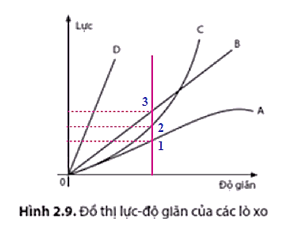 Lực
C
D
B
3
2
A
1
0
Độ giãn
Hình 2.9. Đồ thị lực-độ giãn của các lò xo